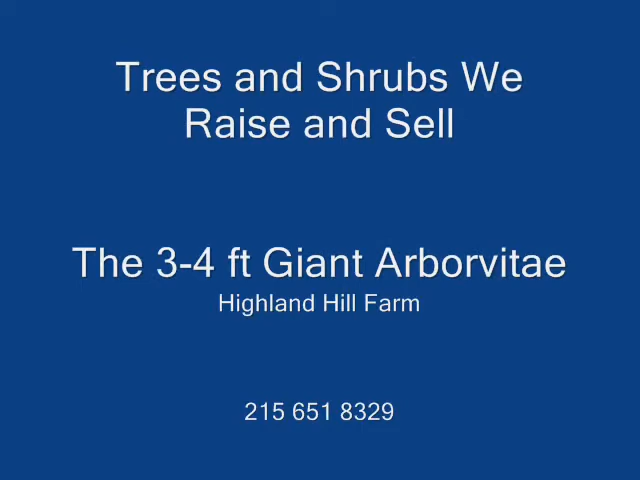 Trees and Shrubs We
Raise and Sell
The 3-4 ft Giant Arborvitae
Highland Hill Farm
215 651 8329